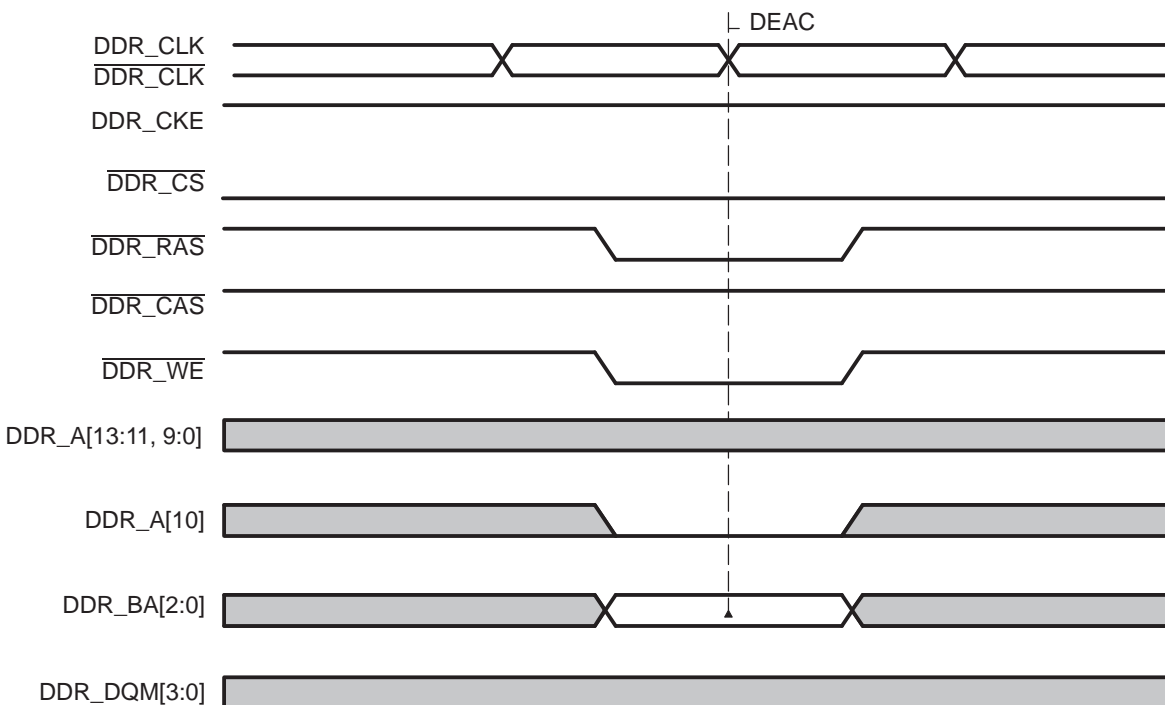 DEAC
DDR_CLK
DDR_CLK
DDR_CKE
DDR_CS
DDR_RAS
DDR_CAS
DDR_WE
DDR_A[13:11, 9:0]
DDR_A[10]
DDR_BA[2:0]
DDR_DQM[3:0]